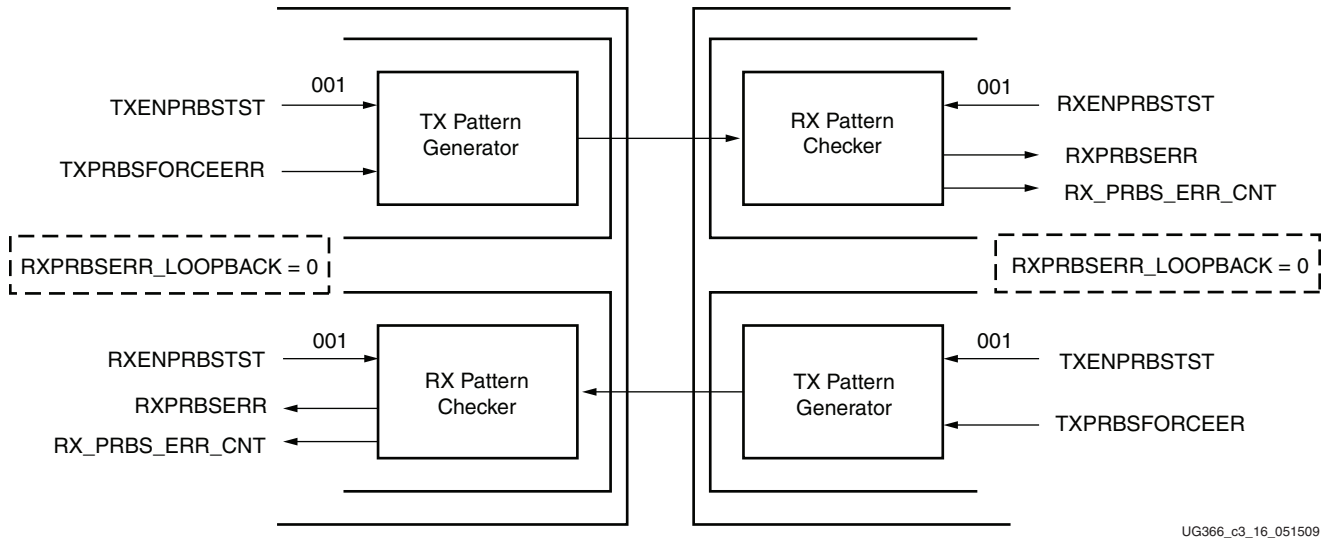 TXENPRBSTST
001
TXPRBSFORCEERR
TX Pattern
Generator
RX Pattern
Checker
001
RXENPRBSTST
RXPRBSERR
RX_PRBS_ERR_CNT
RXPRBSERR_LOOPBACK = 0
RXPRBSERR_LOOPBACK = 0
RXENPRBSTST
001
RXPRBSERR
RX_PRBS_ERR_CNT
RX Pattern
Checker
TX Pattern
Generator
001
TXENPRBSTST
TXPRBSFORCEER
UG366_c3_16_051509